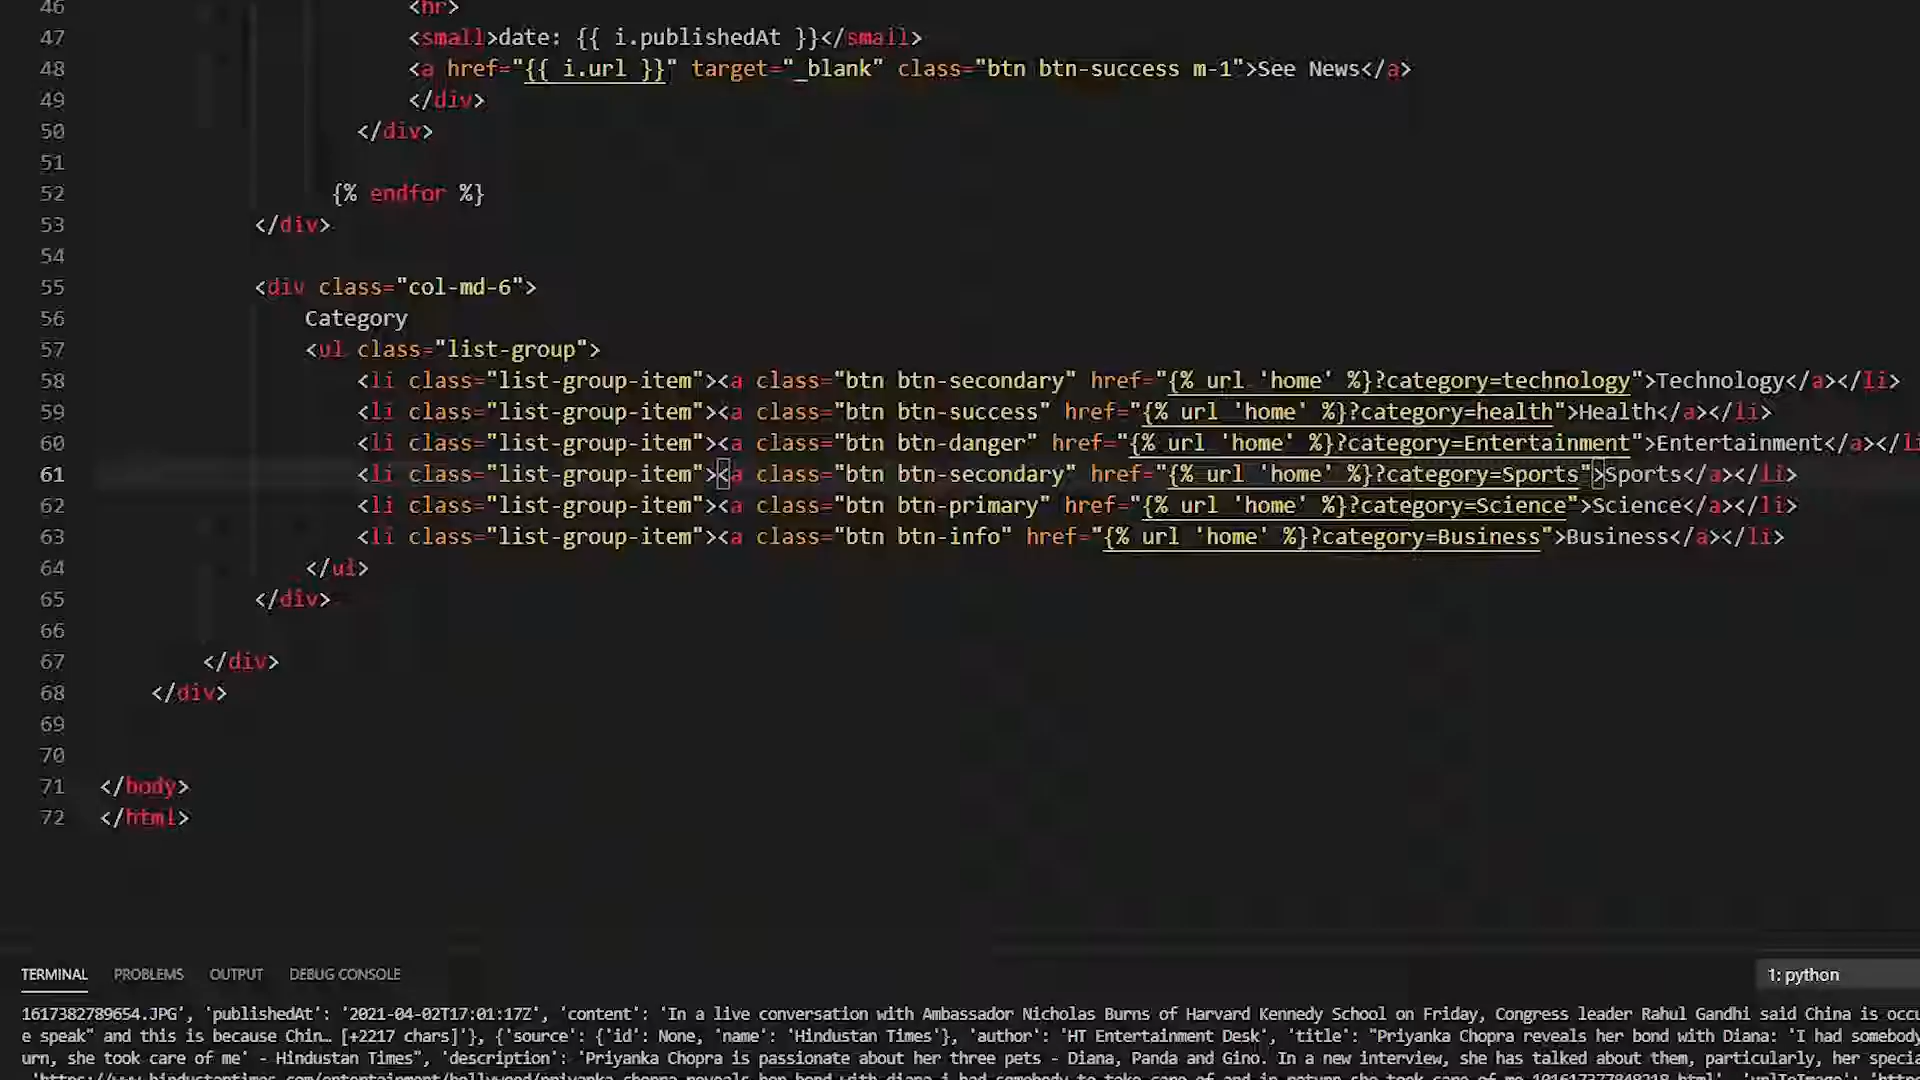 46 <hr>
47 <small>date: {{ i.publishedAt }}</small>
48 <a href="{{ i.url }}" target="_blank" class="btn btn-success m-1">See News</a>
49 </div>
50 </div>
51
52 {% endfor %}
53 </div>
54
55 <div class="col-md-6">
56 Category
57 <ul class="list-group">
58 <li class="list-group-item"><a class="btn btn-secondary" href="{% url 'home' %}?category=technology">Technology</a></li>
59 <li class="list-group-item"><a class="btn btn-success" href="{% url 'home' %}?category=health">Health</a></li>
60 <li class="list-group-item"><a class="btn btn-danger" href="{% url 'home' %}?category=Entertainment">Entertainment</a></li
61 <li class="list-group-item"><a class="btn btn-secondary" href="{% url 'home' %}?category=Sports">Sports</a></li>
62 <li class="list-group-item"><a class="btn btn-primary" href="{% url 'home' %}?category=Science">Science</a></li>
63 <li class="list-group-item"><a class="btn btn-info" href="{% url 'home' %}?category=Business">Business</a></li>
64 </ul>
65 </div>
66
67 </div>
68 </div>
69
70
71 </body>
72 </html>
TERMINAL PROBLEMS OUTPUT DEBUG CONSOLE 1: python
1617382789654.JPG', 'publishedAt': '2021-04-02T17:01:17Z', 'content': 'In a live conversation with Ambassador Nicholas Burns of Harvard Kennedy School on Friday, Congress leader Rahul Gandhi said China is occu
e speak" and this is because Chin… [+2217 chars]'}, {'source': {'id': None, 'name': 'Hindustan Times'}, 'author': 'HT Entertainment Desk', 'title': "Priyanka Chopra reveals her bond with Diana: 'I had somebody
urn, she took care of me' - Hindustan Times", 'description': 'Priyanka Chopra is passionate about her three pets - Diana, Panda and Gino. In a new interview, she has talked about them, particularly, her specia